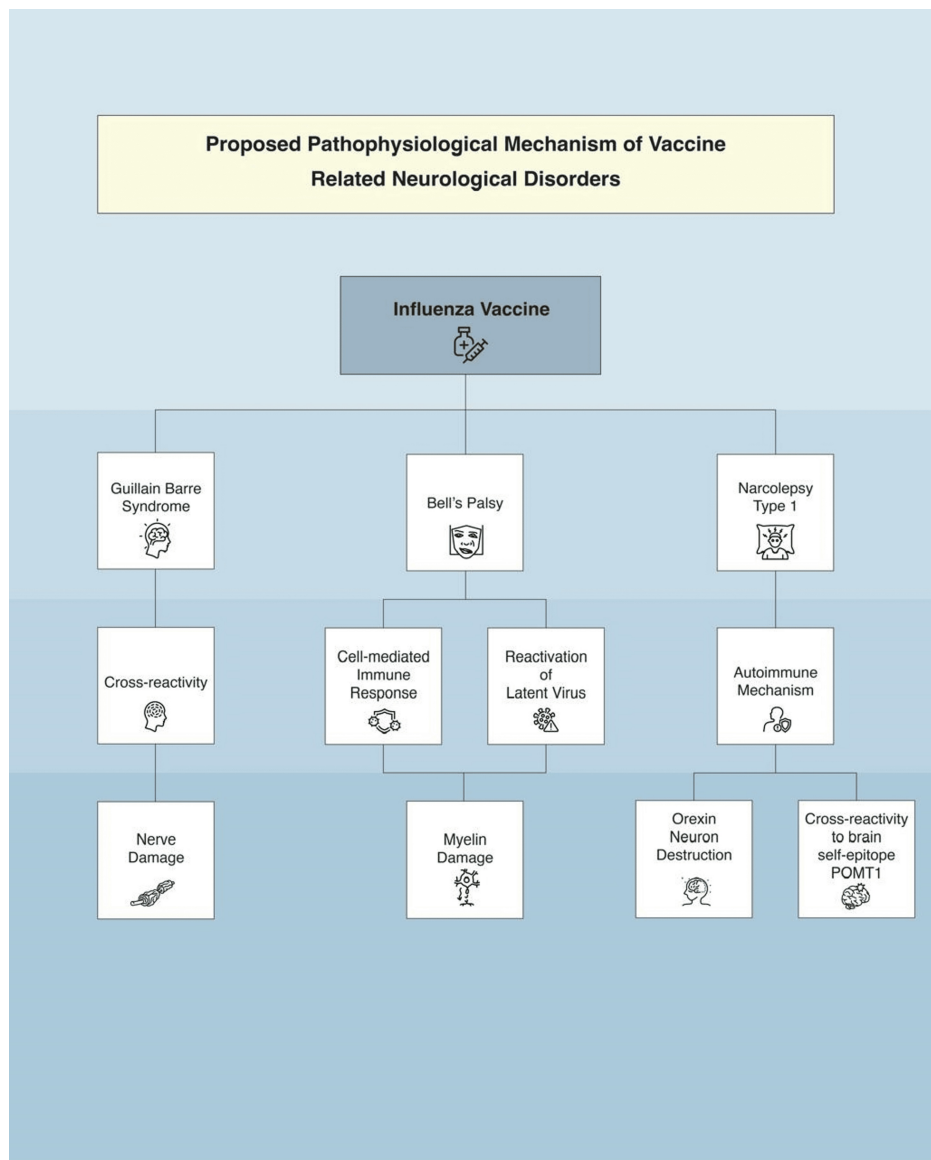 Proposed Pathophysiological Mechanism of Vaccine
Related Neurological Disorders
Influenza Vaccine
Guillain Barre
Syndrome
Bell's Palsy
Narcolepsy
Type 1
Cross-reactivity
Cell-mediated
Immune
Response
Reactivation
of
Latent Virus
Autoimmune
Mechanism
Nerve
Damage
Myelin
Damage
Orexin
Neuron
Destruction
Cross-reactivity
to brain
self-epitope
POMT1